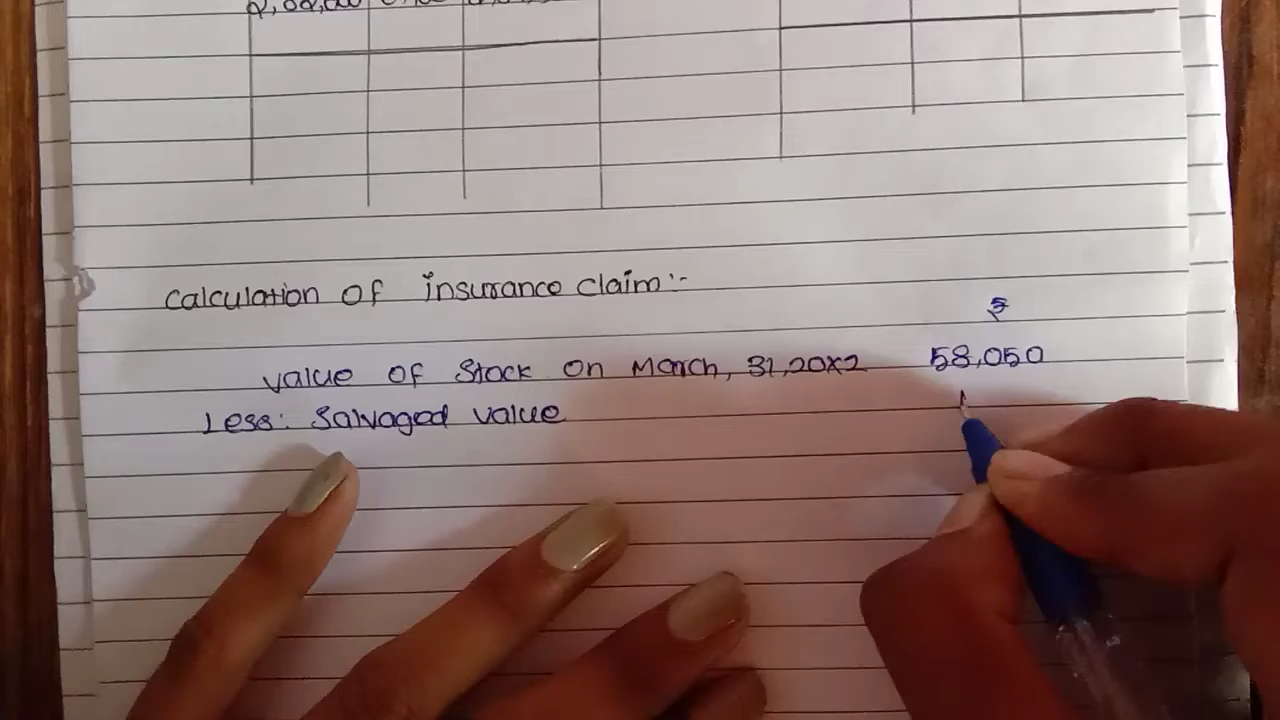 Calculation of insurance claim:-
₹
Value of Stock on March, 31, 20X2 58,050
Less: Salvaged value